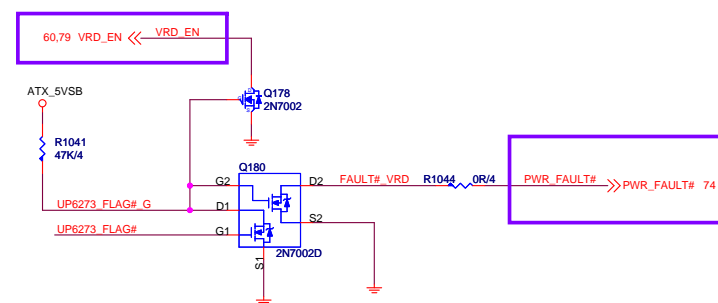 60,79 VRD_EN
VRD_EN
ATX_5VSB
Q178
2N7002
R1041
47K/4
Q180
G2
D2
FAULT#_VRD
R1044
0R/4
PWR_FAULT#
PWR_FAULT# 74
UP6273_FLAG#_G
D1
S2
UP6273_FLAG#
G1
2N7002D
S1